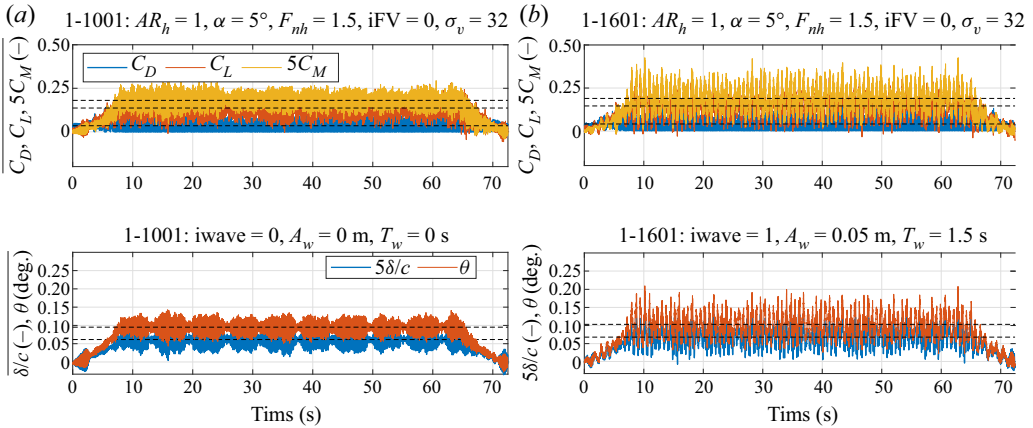 (a) 1-1001: AR_h = 1, α = 5°, F_nh = 1.5, iFV = 0, σ_v = 32
C_D, C_L, 5C_M (–)
0.50
0.25
0
C_D C_L 5C_M
0 10 20 30 40 50 60 70
1-1001: iwave = 0, A_w = 0 m, T_w = 0 s
δ/c (–), θ (deg.)
0.25
0.20
0.15
0.10
0.05
0
5δ/c θ
0 10 20 30 40 50 60 70
Tims (s)
(b) 1-1601: AR_h = 1, α = 5°, F_nh = 1.5, iFV = 0, σ_v = 32
C_D, C_L, 5C_M (–)
0.50
0.25
0
0 10 20 30 40 50 60 70
1-1601: iwave = 1, A_w = 0.05 m, T_w = 1.5 s
5δ/c (–), θ (deg.)
0.25
0.20
0.15
0.10
0.05
0
0 10 20 30 40 50 60 70
Tims (s)